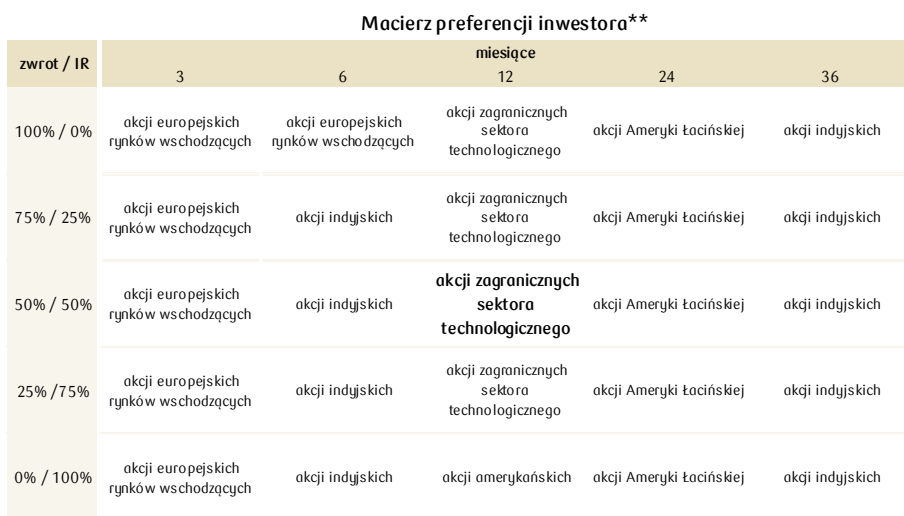 Macierz preferencji inwestora**
zwrot / IR
miesiące
3 6 12 24 36
100% / 0%
akcji europejskich
rynków wschodzących
akcji europejskich
rynków wschodzących
akcji zagranicznych
sektora
technologicznego
akcji Ameryki Łacińskiej
akcji indyjskich
75% / 25%
akcji europejskich
rynków wschodzących
akcji indyjskich
akcji zagranicznych
sektora
technologicznego
akcji Ameryki Łacińskiej
akcji indyjskich
50% / 50%
akcji europejskich
rynków wschodzących
akcji indyjskich
akcji zagranicznych
sektora
technologicznego
akcji Ameryki Łacińskiej
akcji indyjskich
25% /75%
akcji europejskich
rynków wschodzących
akcji indyjskich
akcji zagranicznych
sektora
technologicznego
akcji Ameryki Łacińskiej
akcji indyjskich
0% / 100%
akcji europejskich
rynków wschodzących
akcji indyjskich
akcji amerykańskich
akcji Ameryki Łacińskiej
akcji indyjskich